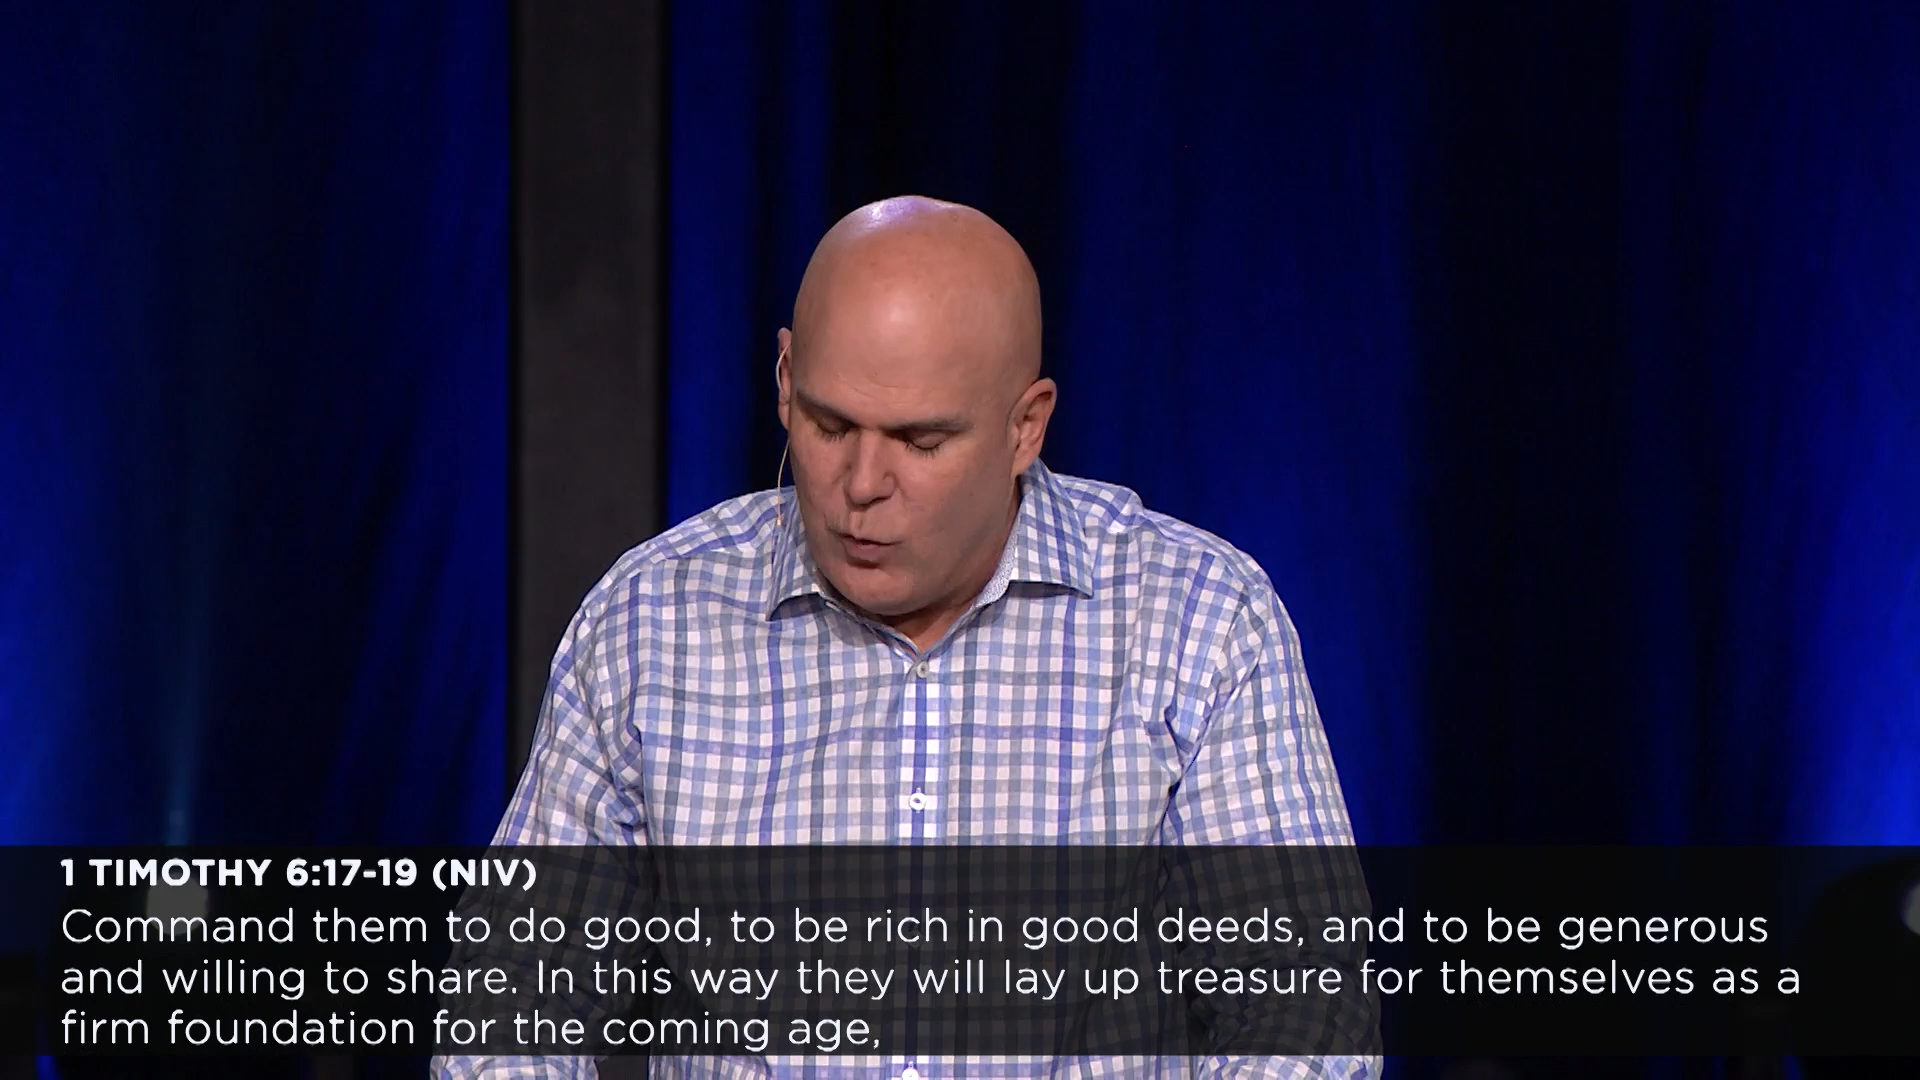 1 TIMOTHY 6:17-19 (NIV)
Command them to do good, to be rich in good deeds, and to be generous
and willing to share. In this way they will lay up treasure for themselves as a
firm foundation for the coming age,